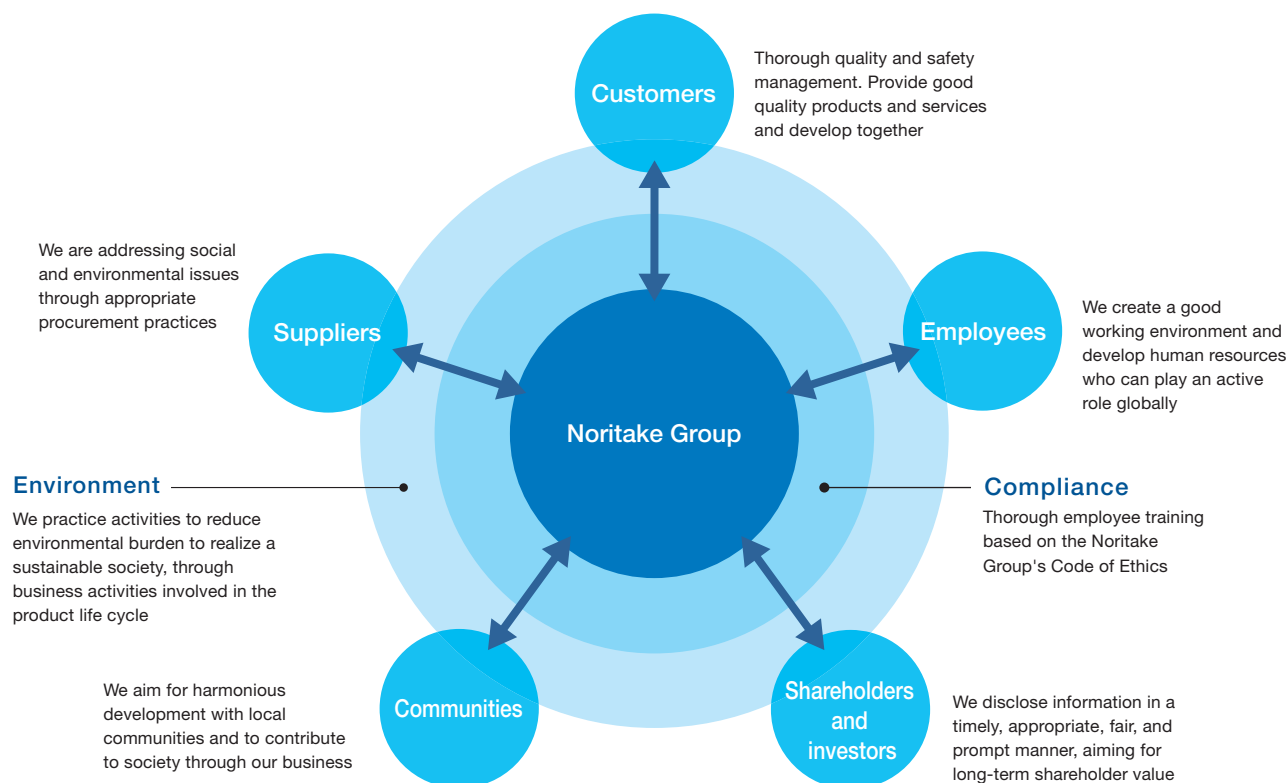 Customers
Thorough quality and safety
management. Provide good
quality products and services
and develop together
We are addressing social
and environmental issues
through appropriate
procurement practices
Suppliers
Employees
We create a good
working environment and
develop human resources
who can play an active
role globally
Noritake Group
Environment
We practice activities to reduce
environmental burden to realize a
sustainable society, through
business activities involved in the
product life cycle
Compliance
Thorough employee training
based on the Noritake
Group's Code of Ethics
We aim for harmonious
development with local
communities and to contribute
to society through our business
Communities
Shareholders
and
investors
We disclose information in a
timely, appropriate, fair, and
prompt manner, aiming for
long-term shareholder value